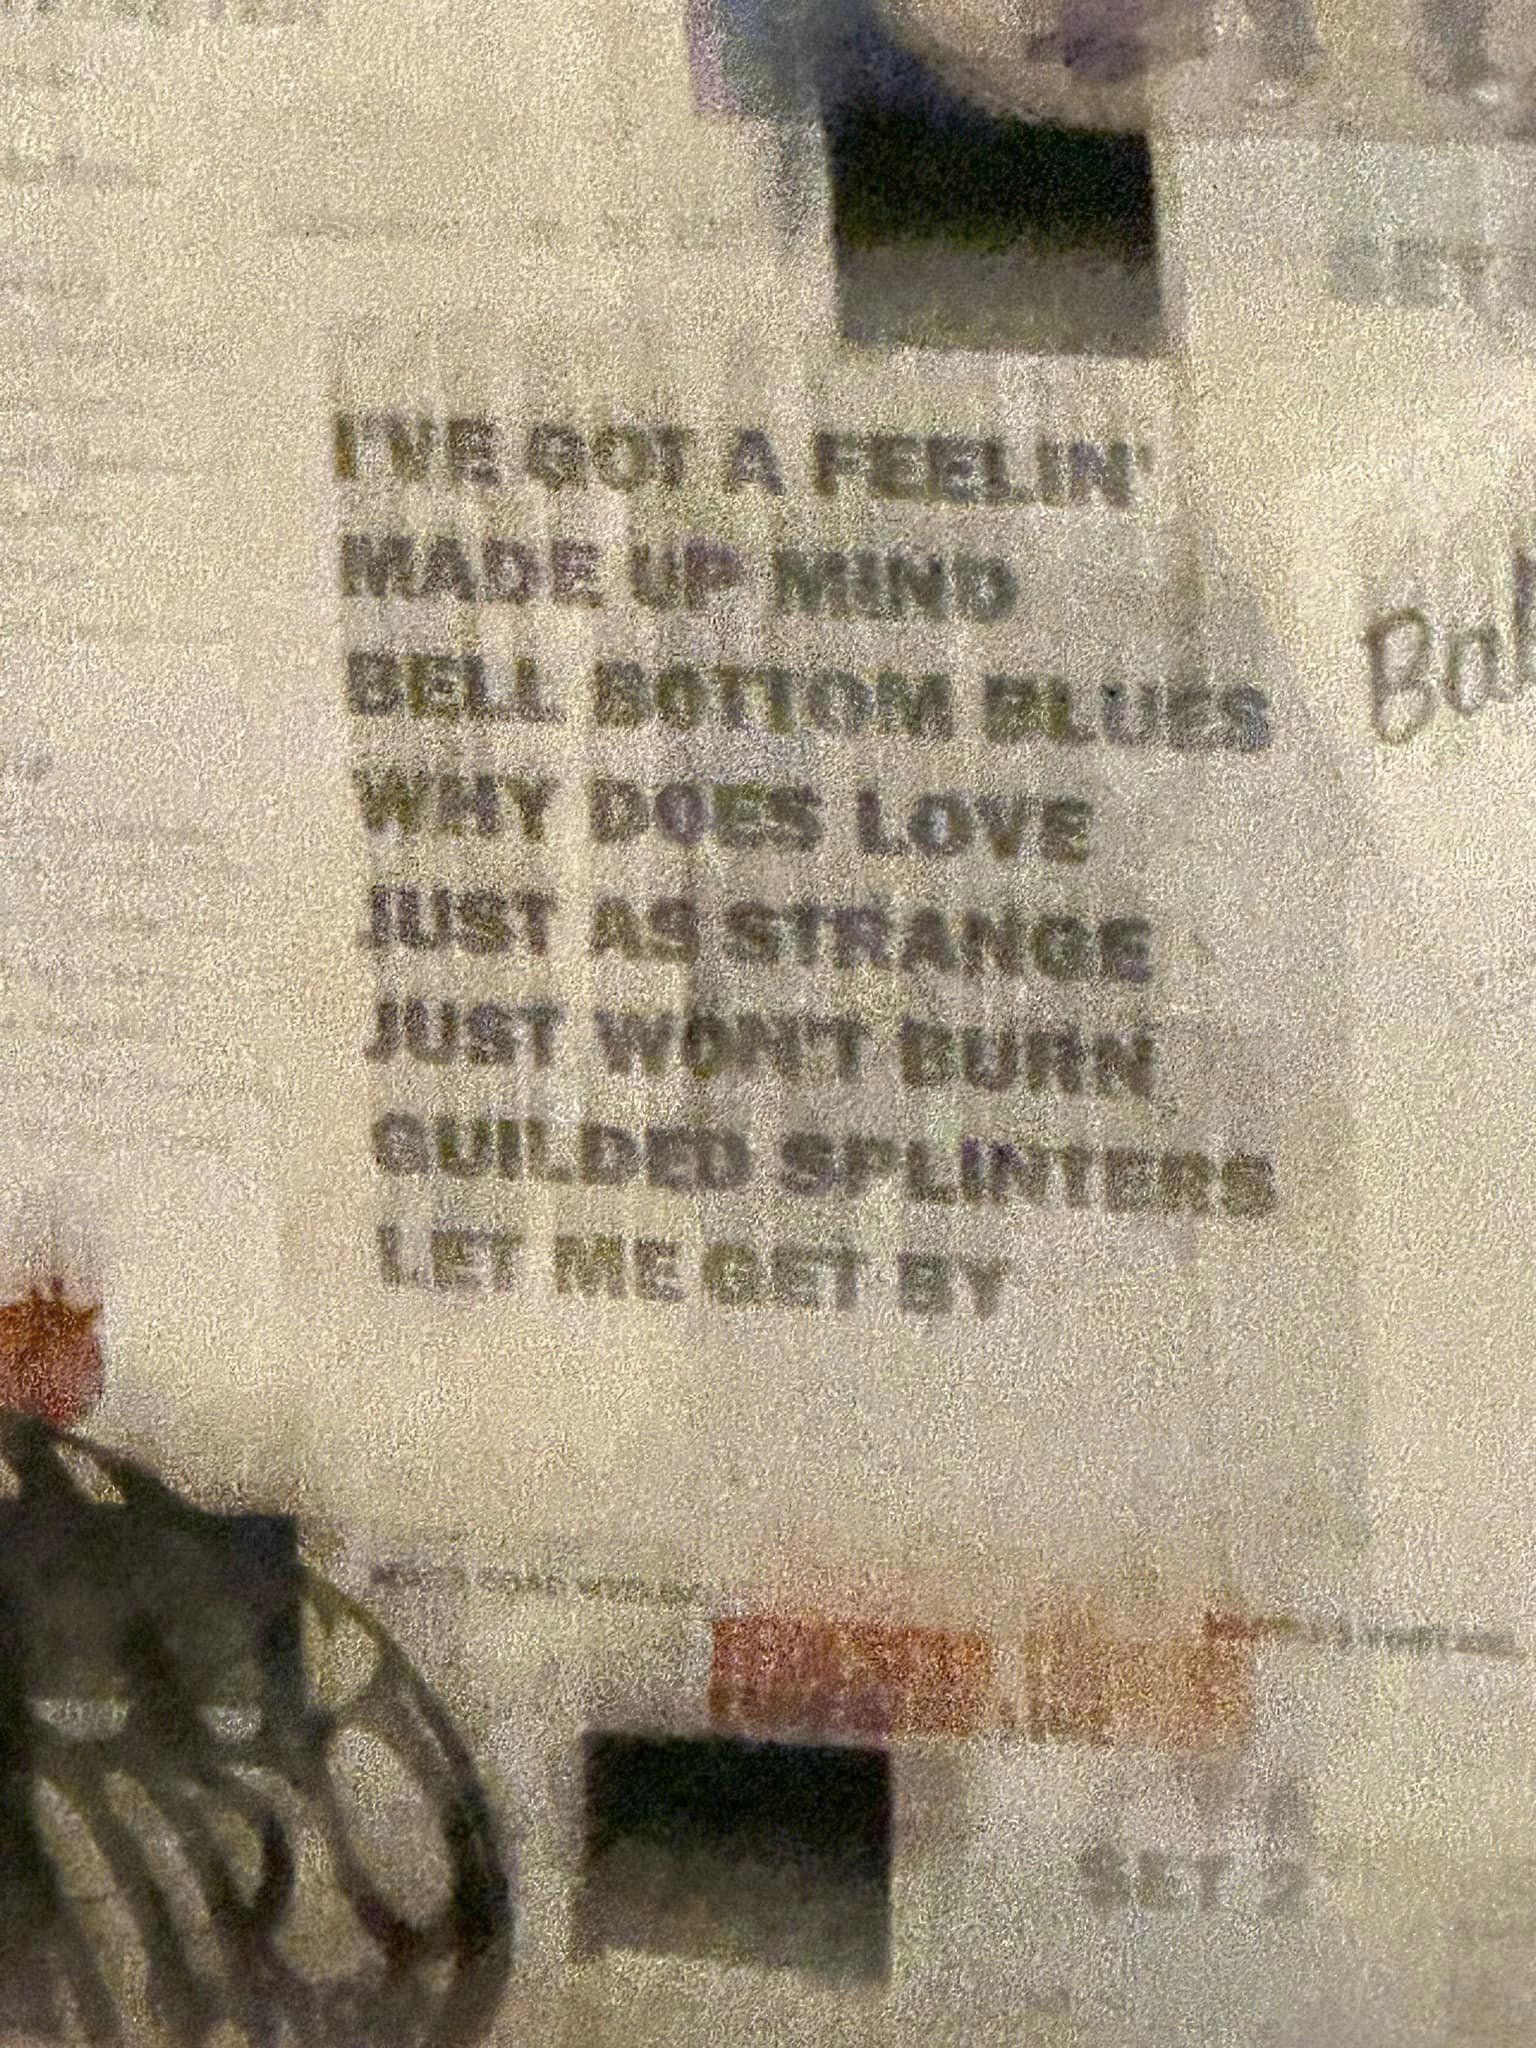 I'VE GOT A FEELIN'
MADE UP MIND
BELL BOTTOM BLUES
WHY DOES LOVE
JUST AS STRANGE
JUST WON'T BURN
GUILDED SPLINTERS
LET ME GET BY
SET 2